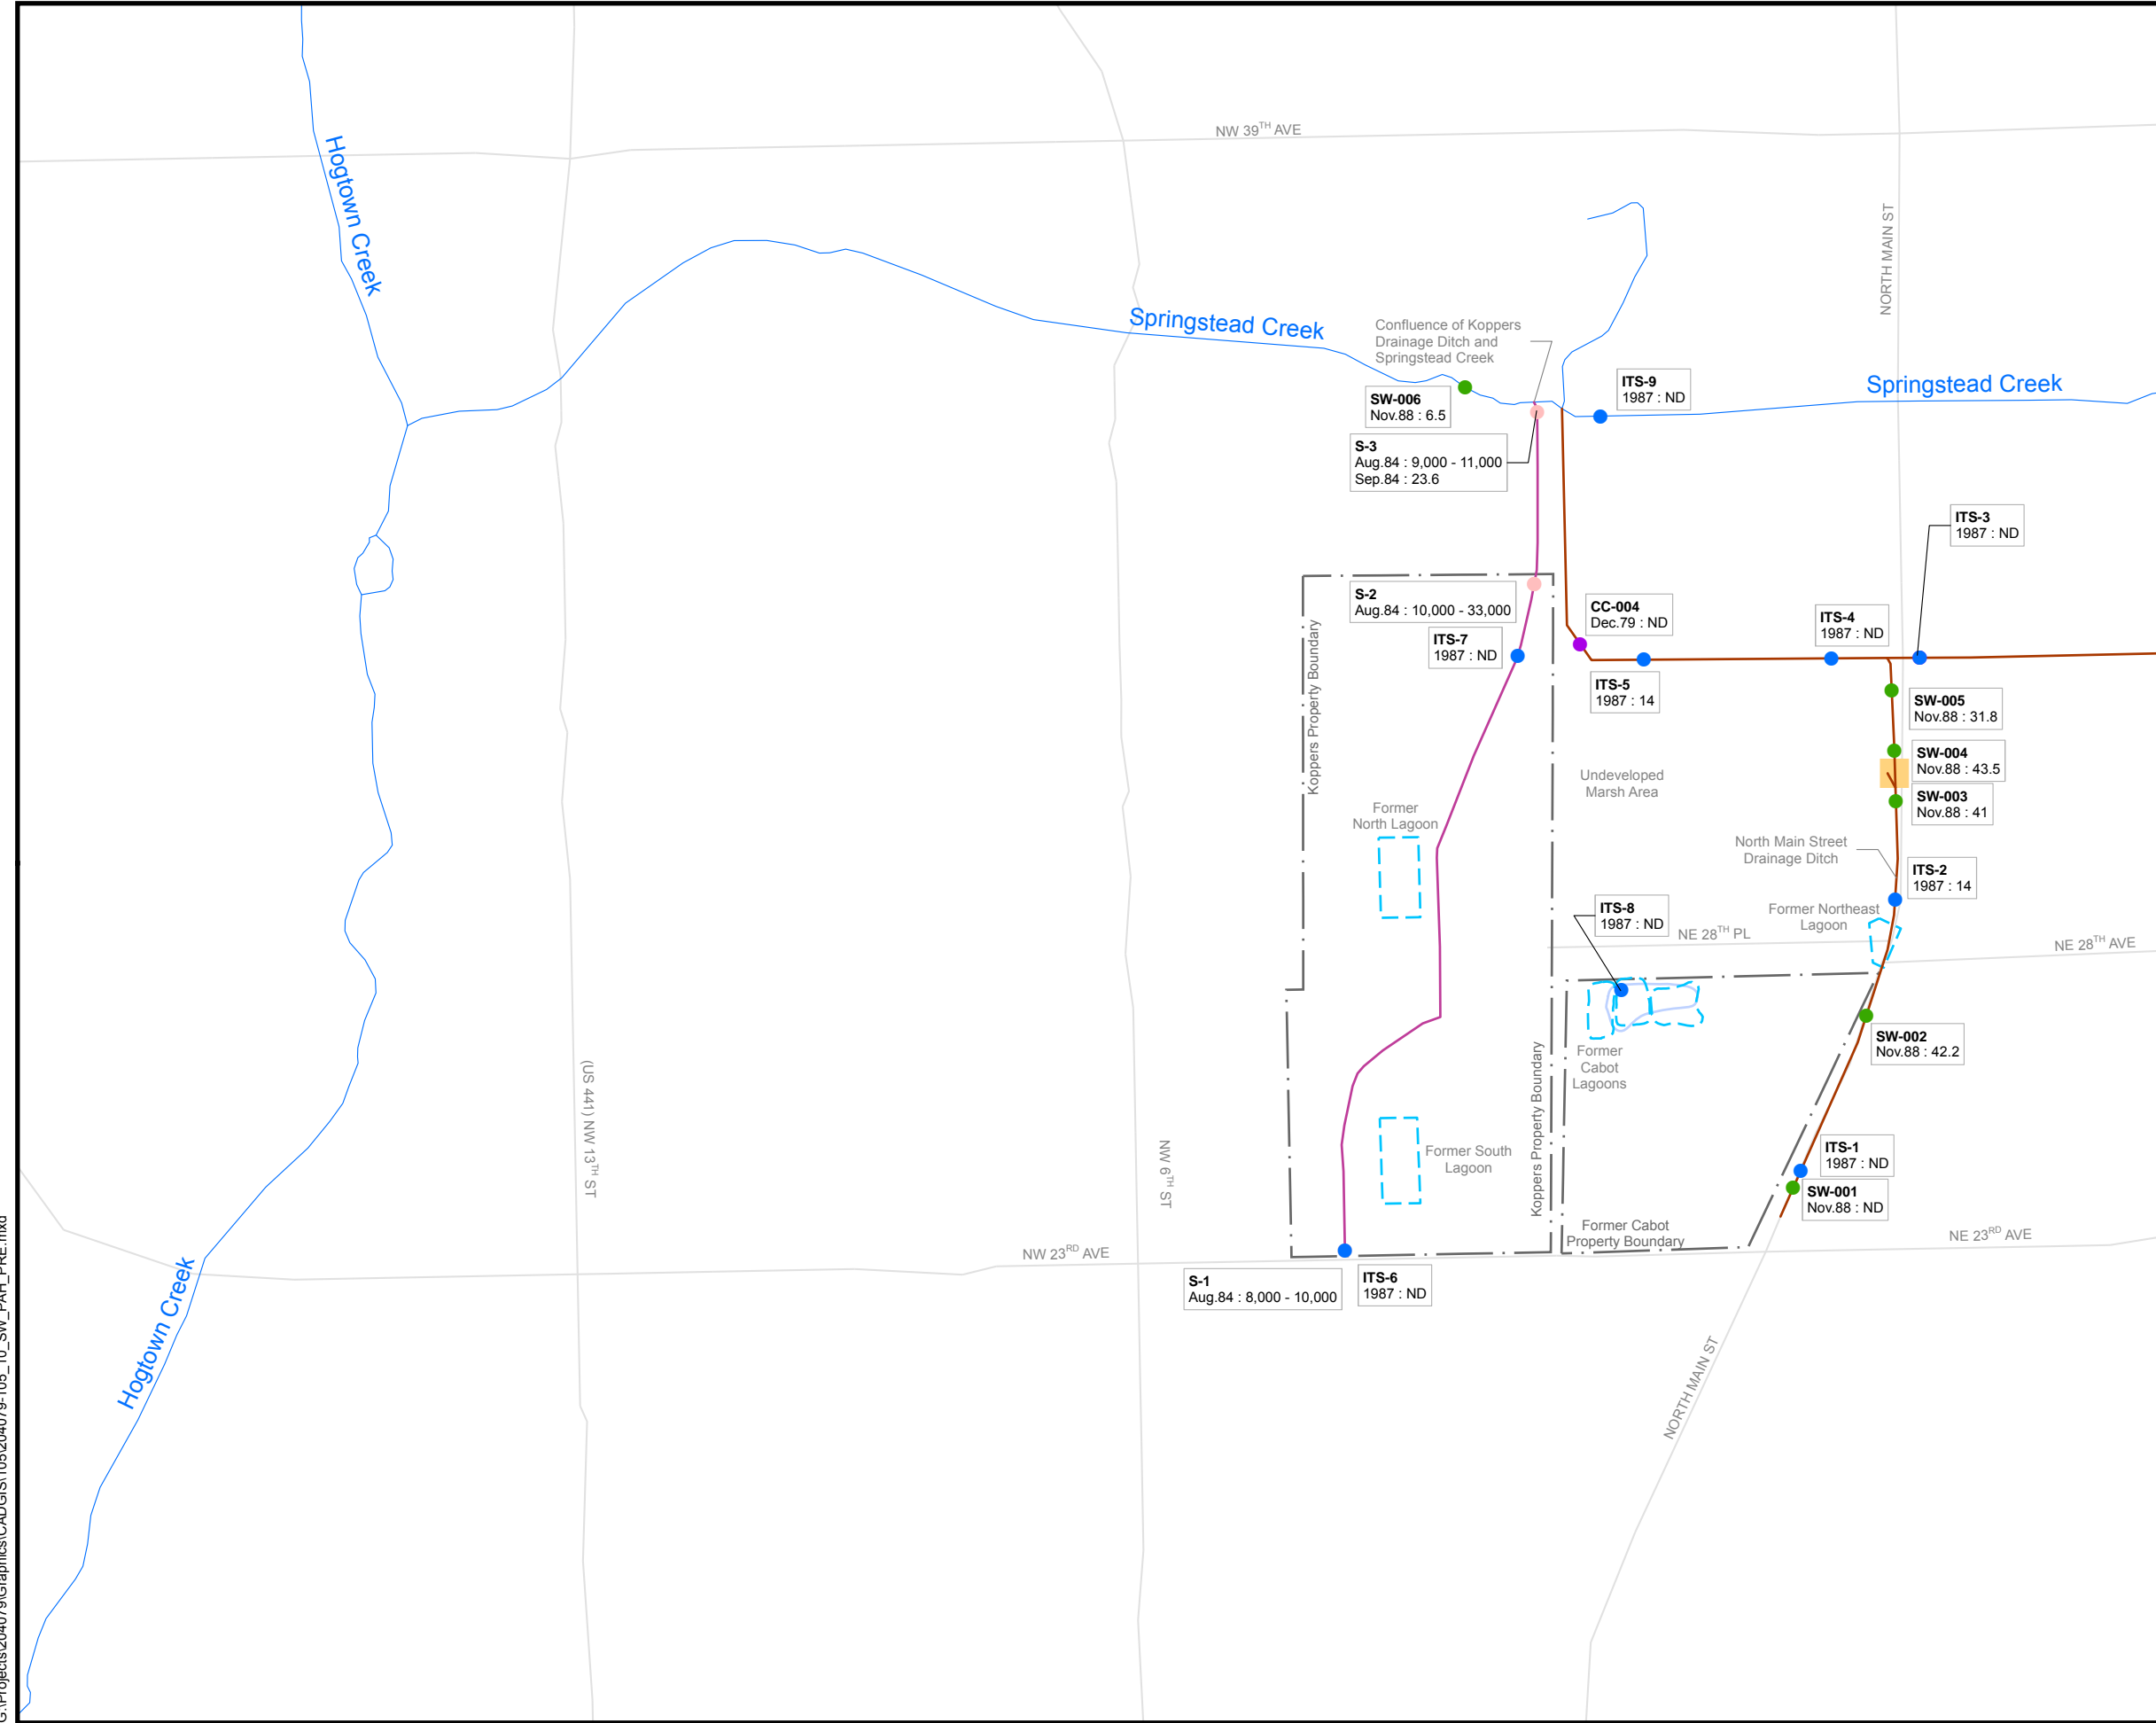 NW 39TH AVE
Hogtown Creek
NORTH MAIN ST
Springstead Creek
Confluence of Koppers
Drainage Ditch and
Springstead Creek
ITS-9
1987 : ND
Springstead Creek
SW-006
Nov.88 : 6.5
S-3
Aug.84 : 9,000 - 11,000
Sep.84 : 23.6
ITS-3
1987 : ND
S-2
Aug.84 : 10,000 - 33,000
CC-004
Dec.79 : ND
ITS-4
1987 : ND
ITS-7
1987 : ND
Koppers Property Boundary
ITS-5
1987 : 14
SW-005
Nov.88 : 31.8
SW-004
Nov.88 : 43.5
Undeveloped
Marsh Area
SW-003
Nov.88 : 41
Former
North Lagoon
North Main Street
Drainage Ditch
ITS-2
1987 : 14
ITS-8
1987 : ND
Former Northeast
Lagoon
NE 28TH PL
NE 28TH AVE
SW-002
Nov.88 : 42.2
Former
Cabot
Lagoons
Koppers Property Boundary
(US 441) NW 13TH ST
NW 6TH ST
Former South
Lagoon
ITS-1
1987 : ND
SW-001
Nov.88 : ND
Former Cabot
Property Boundary
NE 23RD AVE
NW 23RD AVE
S-1
Aug.84 : 8,000 - 10,000
ITS-6
1987 : ND
Hogtown Creek
NORTH MAIN ST
G:\Projects\204079\Graphics\CADGIS\105\204079-105_10_SW_PAH_PRE.mxd